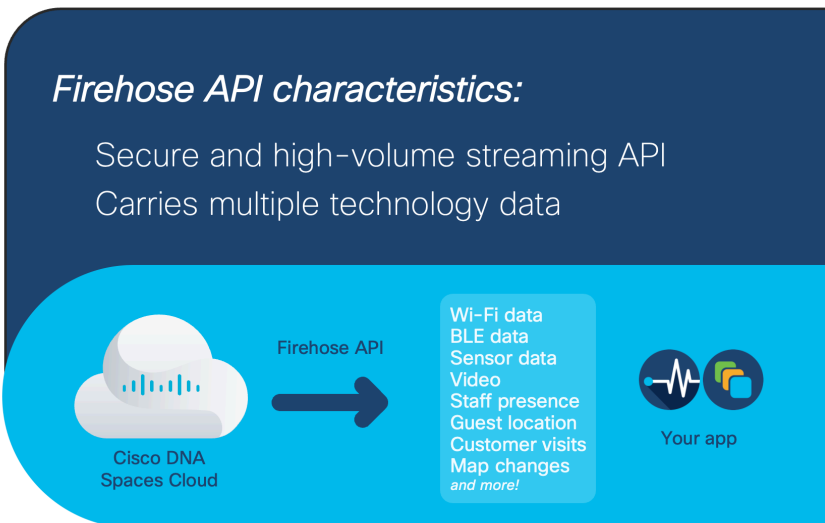 Firehose API characteristics:
Secure and high-volume streaming API
Carries multiple technology data
Cisco DNA
Spaces Cloud
Firehose API
Wi-Fi data
BLE data
Sensor data
Video
Staff presence
Guest location
Customer visits
Map changes
and more!
Your app